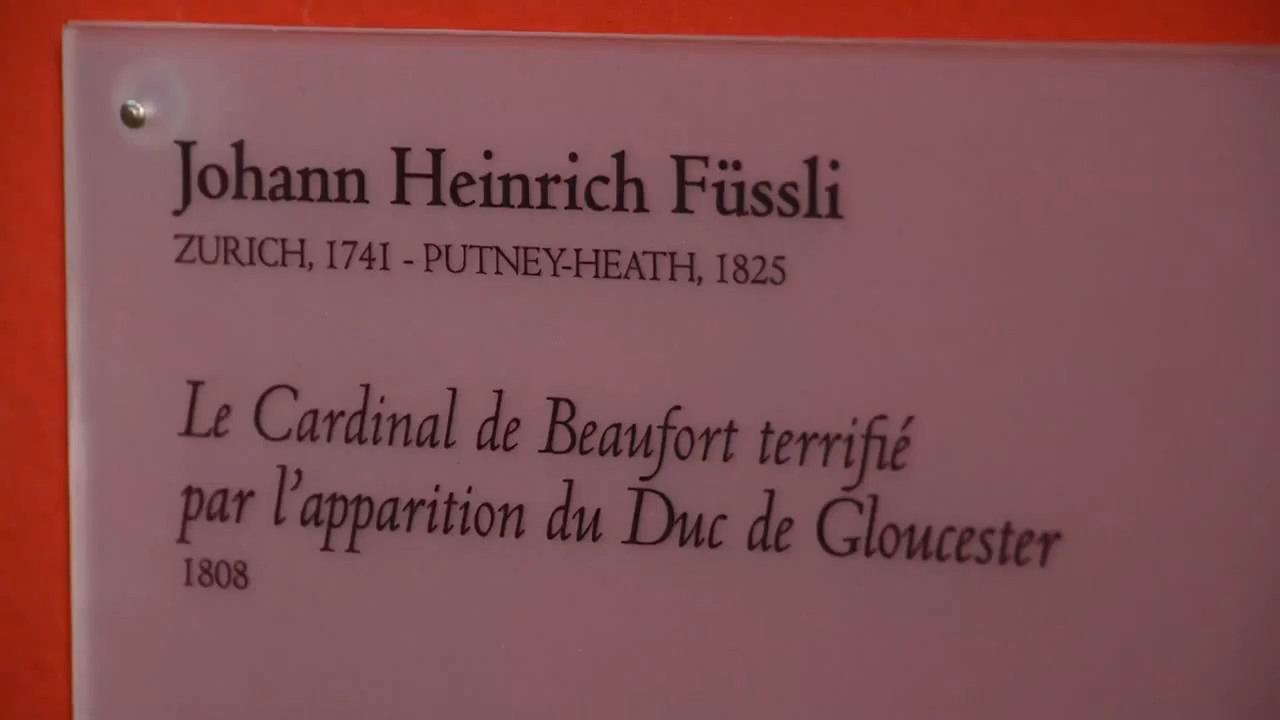 Johann Heinrich Füssli
ZURICH, 1741 - PUTNEY-HEATH, 1825
Le Cardinal de Beaufort terrifié
par l'apparition du Duc de Gloucester
1808